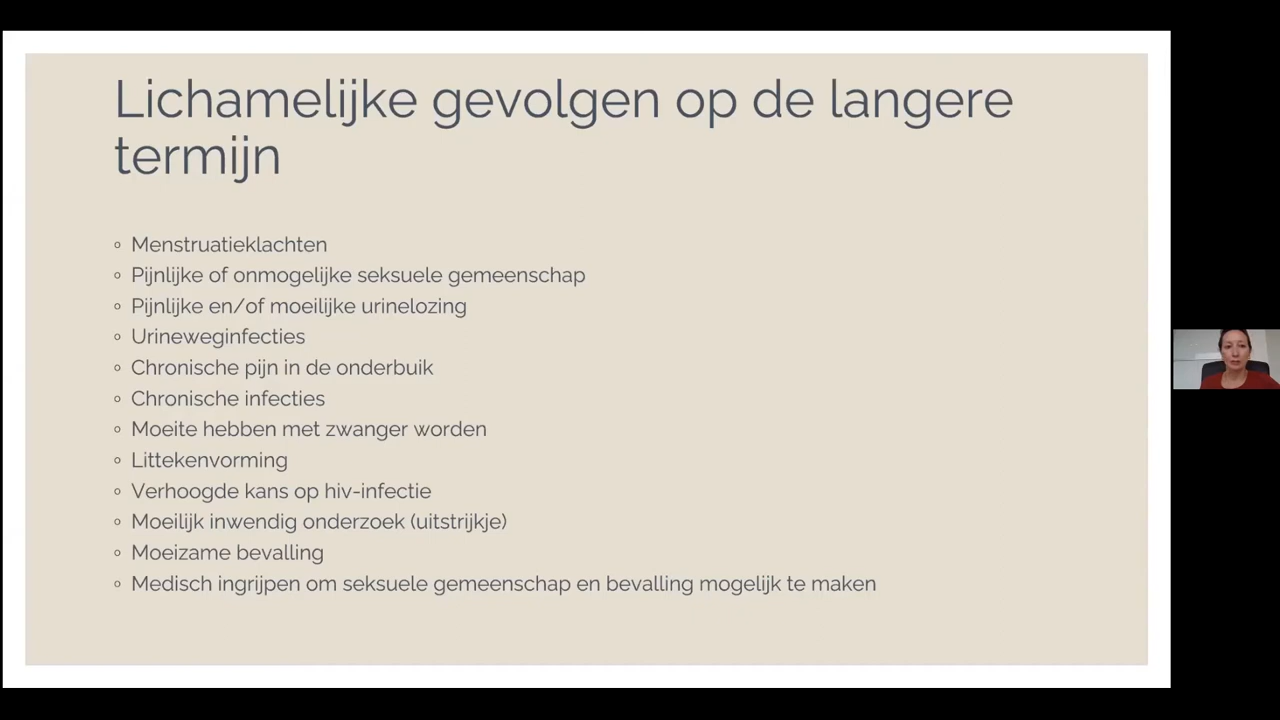 Lichamelijke gevolgen op de langere
termijn
Menstruatieklachten
Pijnlijke of onmogelijke seksuele gemeenschap
Pijnlijke en/of moeilijke urinelozing
Urineweginfecties
Chronische pijn in de onderbuik
Chronische infecties
Moeite hebben met zwanger worden
Littekenvorming
Verhoogde kans op hiv-infectie
Moeilijk inwendig onderzoek (uitstrijkje)
Moeizame bevalling
Medisch ingrijpen om seksuele gemeenschap en bevalling mogelijk te maken